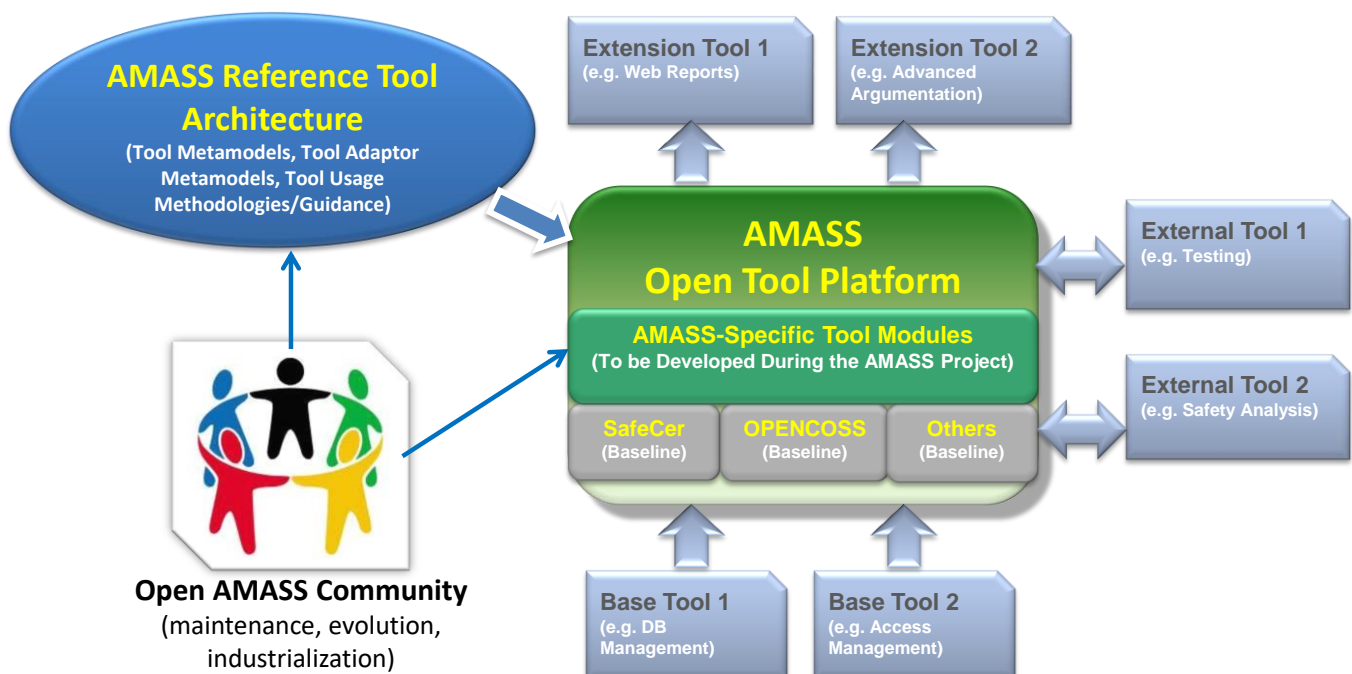 AMASS Reference Tool
Architecture
(Tool Metamodels, Tool Adaptor
Metamodels, Tool Usage
Methodologies/Guidance)
Extension Tool 1
(e.g. Web Reports)
Extension Tool 2
(e.g. Advanced
Argumentation)
AMASS
Open Tool Platform
AMASS-Specific Tool Modules
(To be Developed During the AMASS Project)
SafeCer
(Baseline)
OPENCOSS
(Baseline)
Others
(Baseline)
External Tool 1
(e.g. Testing)
External Tool 2
(e.g. Safety Analysis)
Open AMASS Community
(maintenance, evolution,
industrialization)
Base Tool 1
(e.g. DB
Management)
Base Tool 2
(e.g. Access
Management)